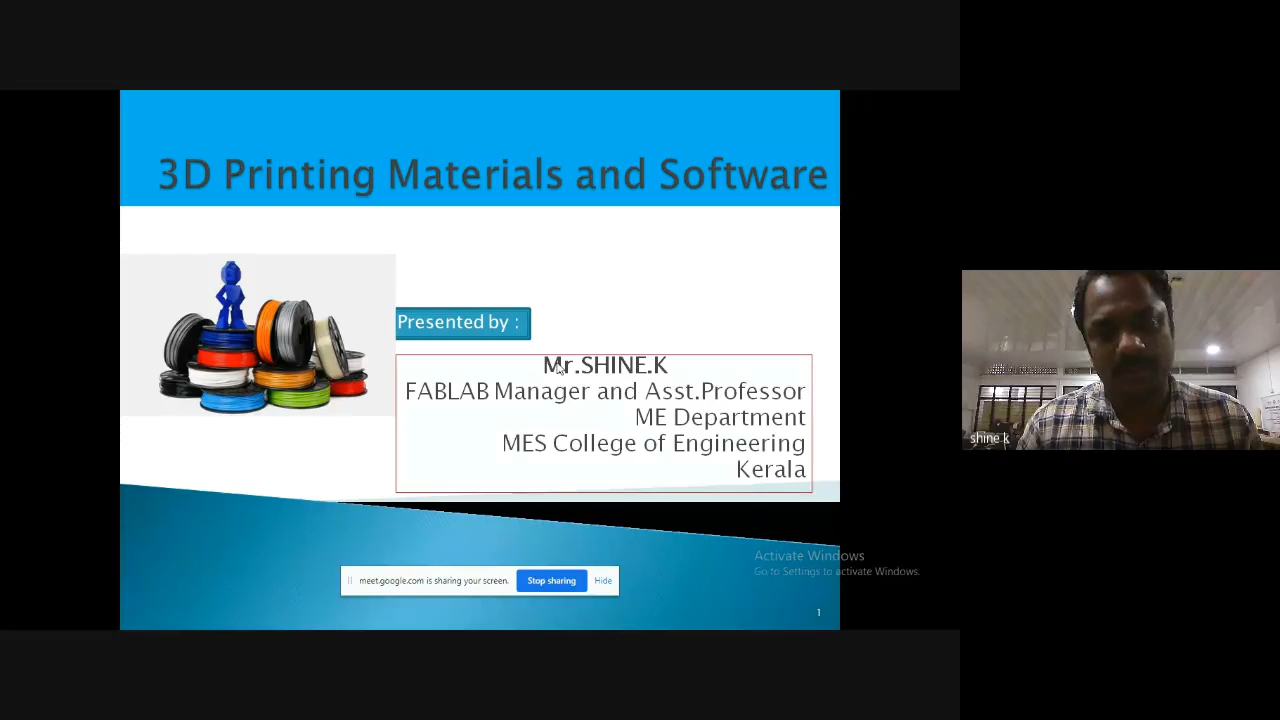 3D Printing Materials and Software
Presented by :
Mr.SHINE.K
FABLAB Manager and Asst.Professor
ME Department
MES College of Engineering
Kerala
shine k
Activate Windows
Go to Settings to activate Windows.
meet.google.com is sharing your screen. Stop sharing Hide
1